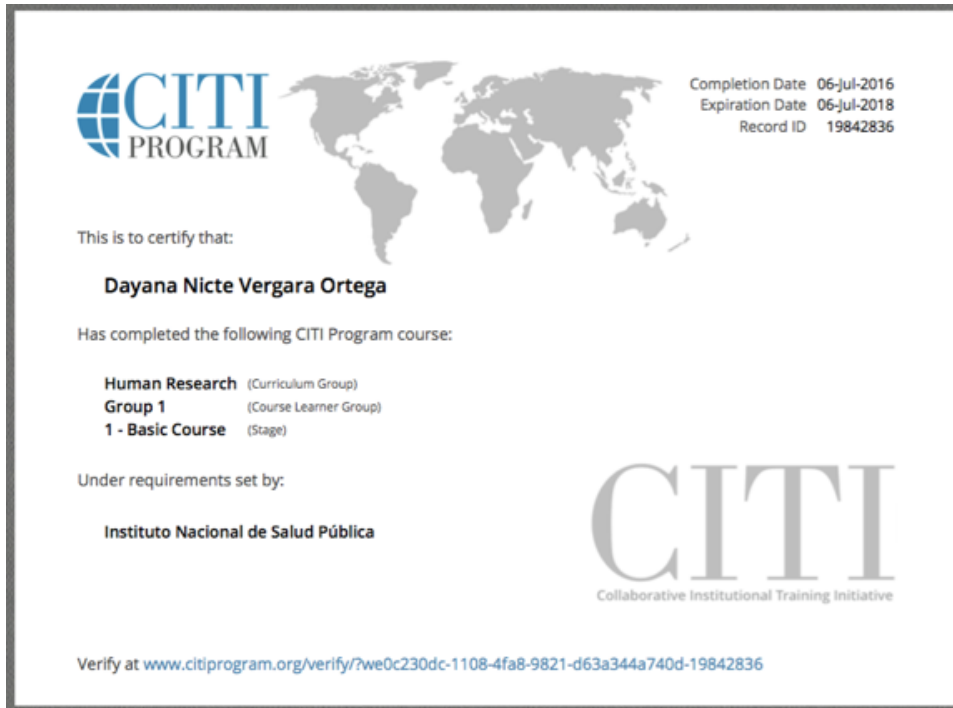 CITI
PROGRAM
Completion Date 06-Jul-2016
Expiration Date 06-Jul-2018
Record ID 19842836
This is to certify that:
Dayana Nicte Vergara Ortega
Has completed the following CITI Program course:
Human Research (Curriculum Group)
Group 1 (Course Learner Group)
1 - Basic Course (Stage)
Under requirements set by:
Instituto Nacional de Salud Pública
CITI
Collaborative Institutional Training Initiative
Verify at www.citiprogram.org/verify/?we0c230dc-1108-4fa8-9821-d63a344a740d-19842836